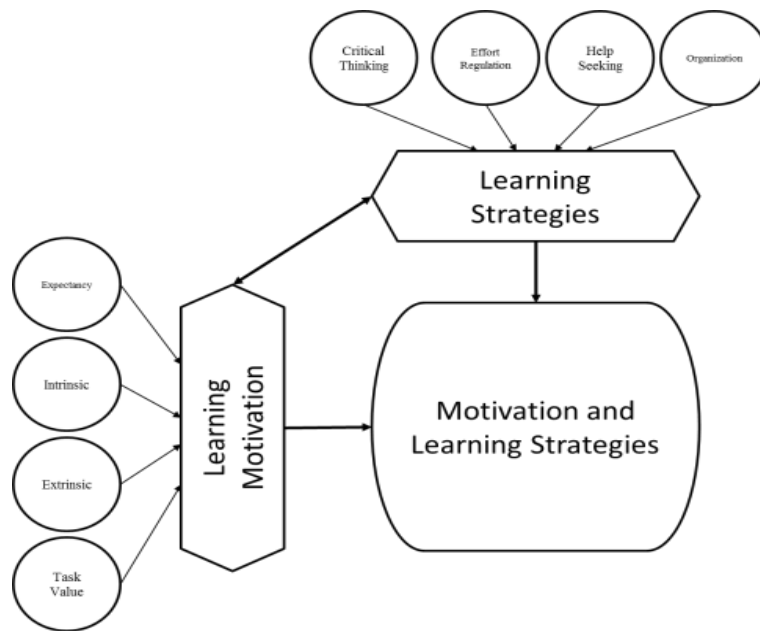 Critical
Thinking
Effort
Regulation
Help
Seeking
Organization
Learning
Strategies
Expectancy
Intrinsic
Extrinsic
Task
Value
Learning
Motivation
Motivation and
Learning Strategies